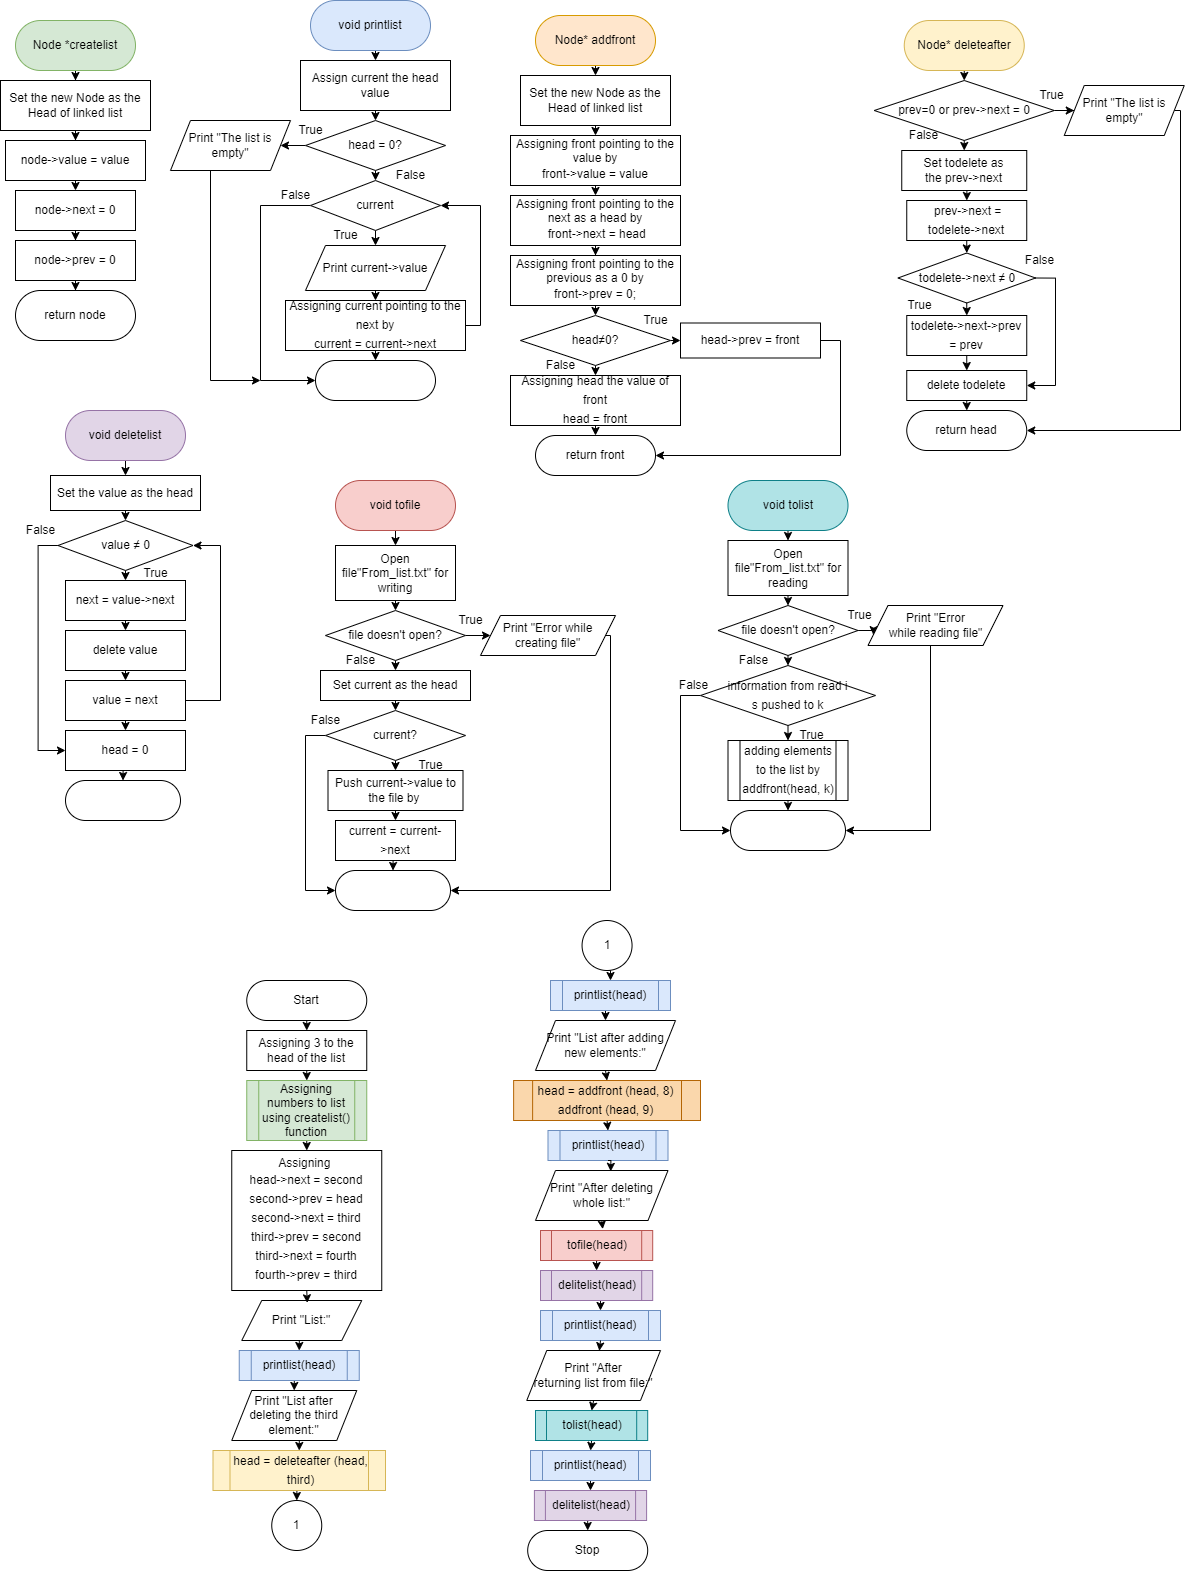 Node *createlist
Set the new Node as the
Head of linked list
node->value = value
node->next = 0
node->prev = 0
return node
void printlist
Assign current the head
value
head = 0?
True
Print "The list is
empty"
False
current
False
True
Print current->value
Assigning current pointing to the
next by
current = current->next
Node* addfront
Set the new Node as the
Head of linked list
Assigning front pointing to the
value by
front->value = value
Assigning front pointing to the
next as a head by
front->next = head
Assigning front pointing to the
previous as a 0 by
front->prev = 0;
head≠0?
True
head->prev = front
False
Assigning head the value of
front
head = front
return front
Node* deleteafter
prev=0 or prev->next = 0
True
Print "The list is
empty"
False
Set todelete as
the prev->next
prev->next =
todelete->next
todelete->next ≠ 0
False
True
todelete->next->prev
= prev
delete todelete
return head
void deletelist
Set the value as the head
value ≠ 0
False
True
next = value->next
delete value
value = next
head = 0
void tofile
Open
file"From_list.txt" for
writing
file doesn't open?
True
Print "Error while
creating file"
False
Set current as the head
current?
False
True
Push current->value to
the file by
current = current-
>next
void tolist
Open
file"From_list.txt" for
reading
file doesn't open?
True
Print "Error
while reading file"
False
information from read i
s pushed to k
False
True
adding elements
to the list by
addfront(head, k)
Start
Assigning 3 to the
head of the list
Assigning
numbers to list
using createlist()
function
Assigning
head->next = second
second->prev = head
second->next = third
third->prev = second
third->next = fourth
fourth->prev = third
Print "List:"
printlist(head)
Print "List after
deleting the third
element:"
head = deleteafter (head,
third)
1
1
printlist(head)
Print "List after adding
new elements:"
head = addfront (head, 8)
addfront (head, 9)
printlist(head)
Print "After deleting
whole list:"
tofile(head)
delitelist(head)
printlist(head)
Print "After
returning list from file:"
tolist(head)
printlist(head)
delitelist(head)
Stop